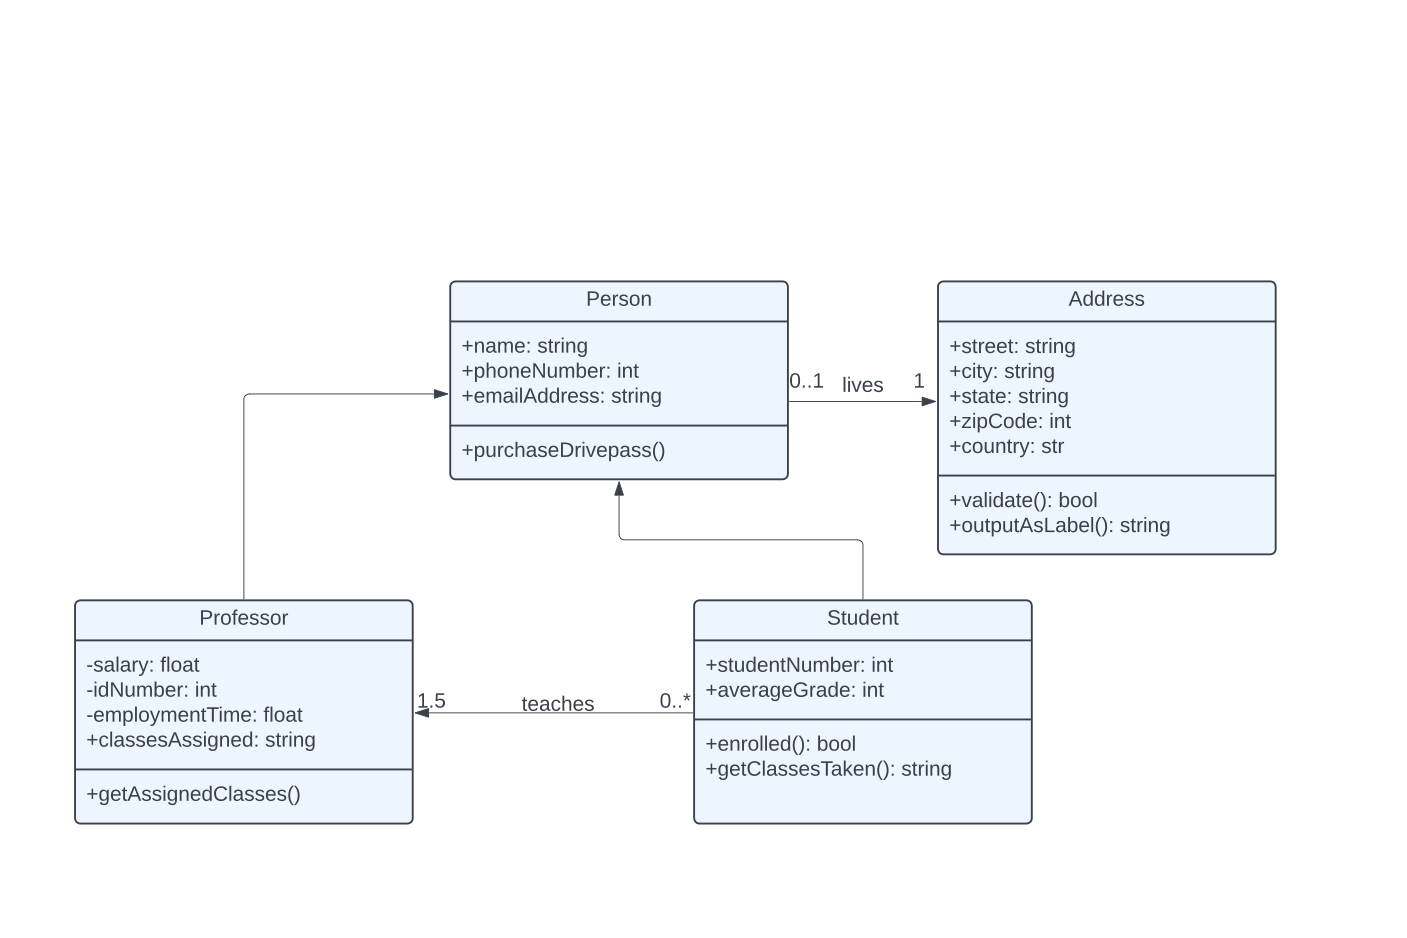 Person
+name: string
+phoneNumber: int
+emailAddress: string
+purchaseDrivepass()
0..1
lives
1
Address
+street: string
+city: string
+state: string
+zipCode: int
+country: str
+validate(): bool
+outputAsLabel(): string
Professor
-salary: float
-idNumber: int
-employmentTime: float
+classesAssigned: string
+getAssignedClasses()
1.5
teaches
0..*
Student
+studentNumber: int
+averageGrade: int
+enrolled(): bool
+getClassesTaken(): string